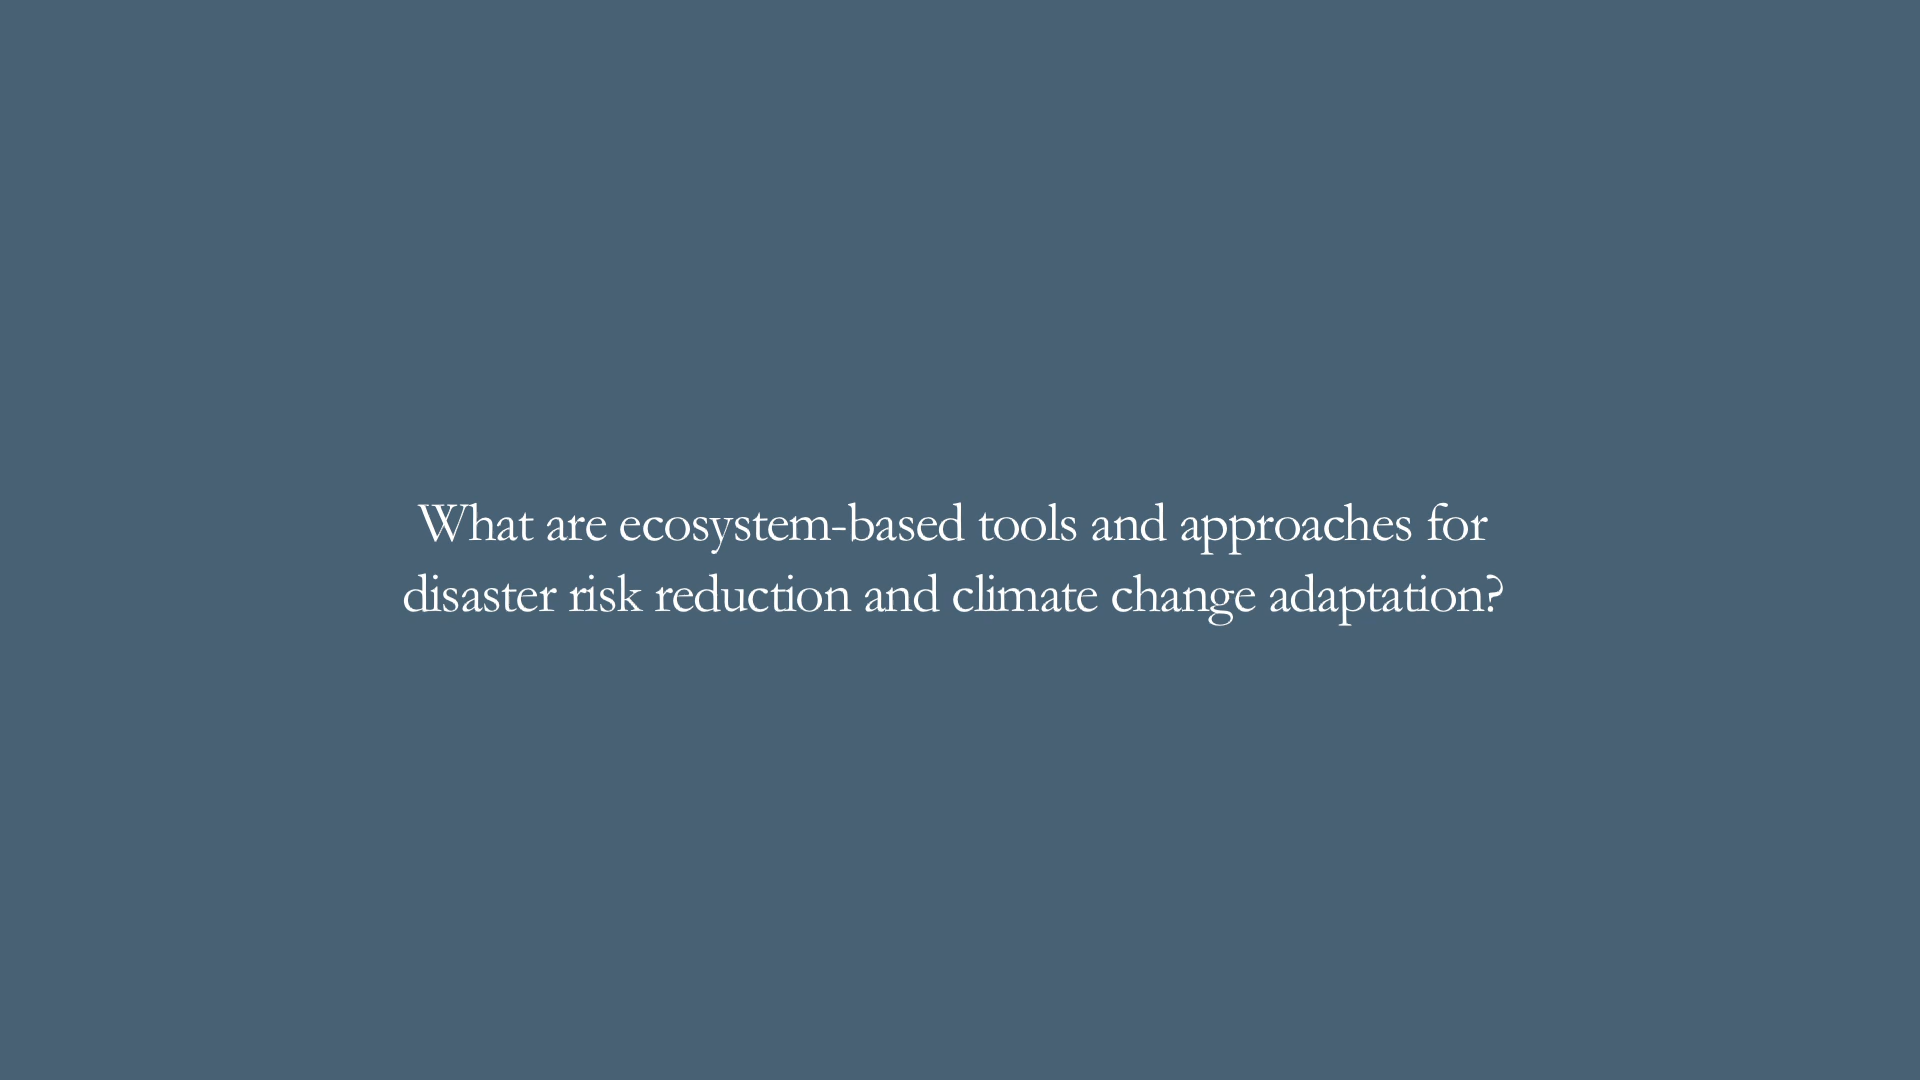 What are ecosystem-based tools and approaches for
disaster risk reduction and climate change adaptation?